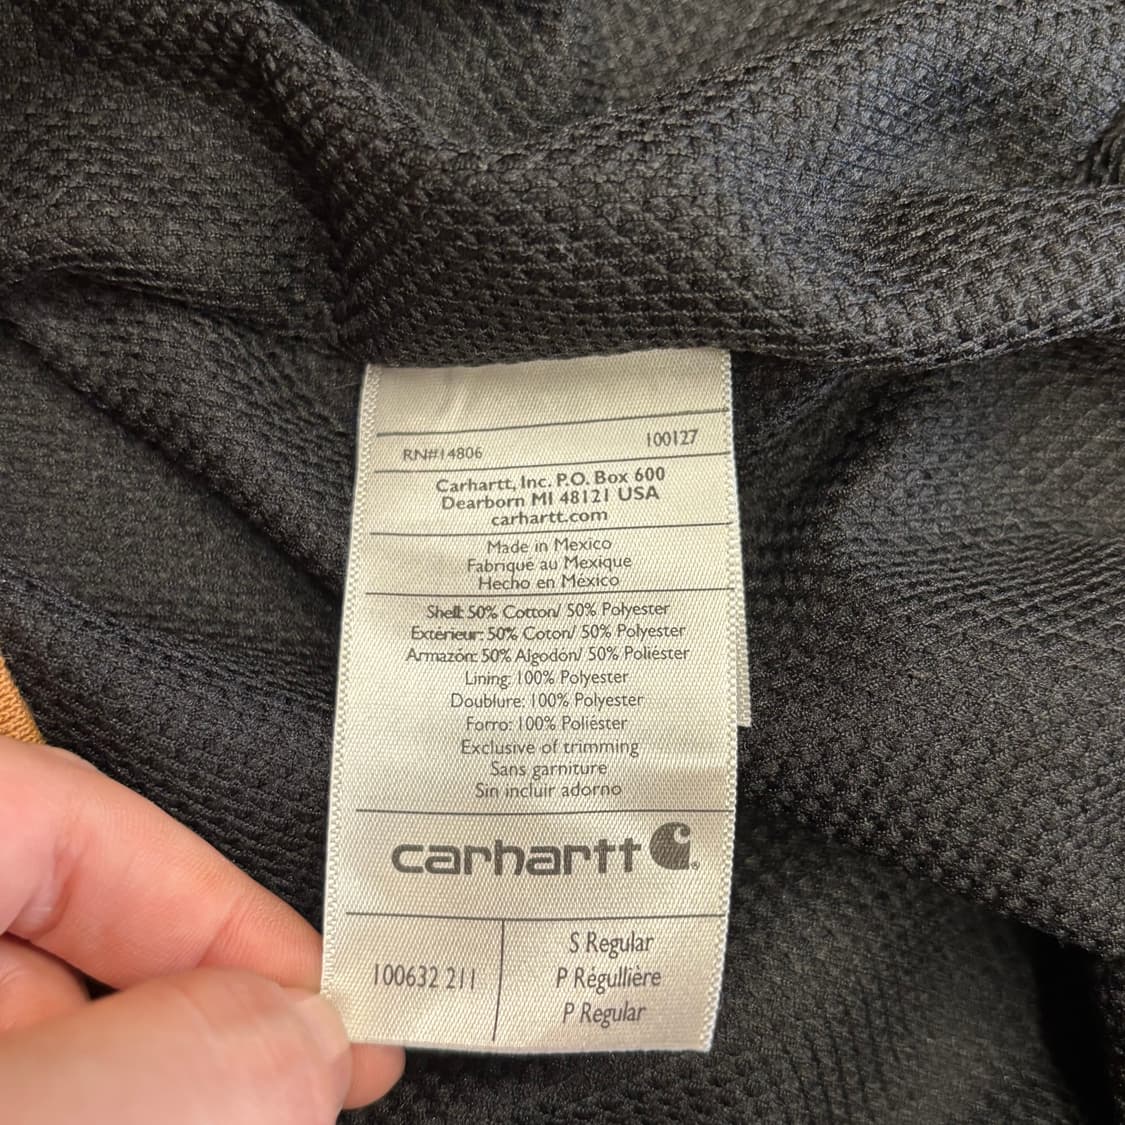 RN#14806 100127
Carhartt, Inc. P.O. Box 600
Dearborn MI 48121 USA
carhartt.com
Made in Mexico
Fabriqué au Mexique
Hecho en México
Shell: 50% Cotton/ 50% Polyester
Extérieur: 50% Coton/ 50% Polyester
Armazón: 50% Algodón/ 50% Poliéster
Lining: 100% Polyester
Doublure: 100% Polyester
Forro: 100% Poliéster
Exclusive of trimming
Sans garniture
Sin incluir adorno
carhartt
S Regular
100632 211 P Régullière
P Regular